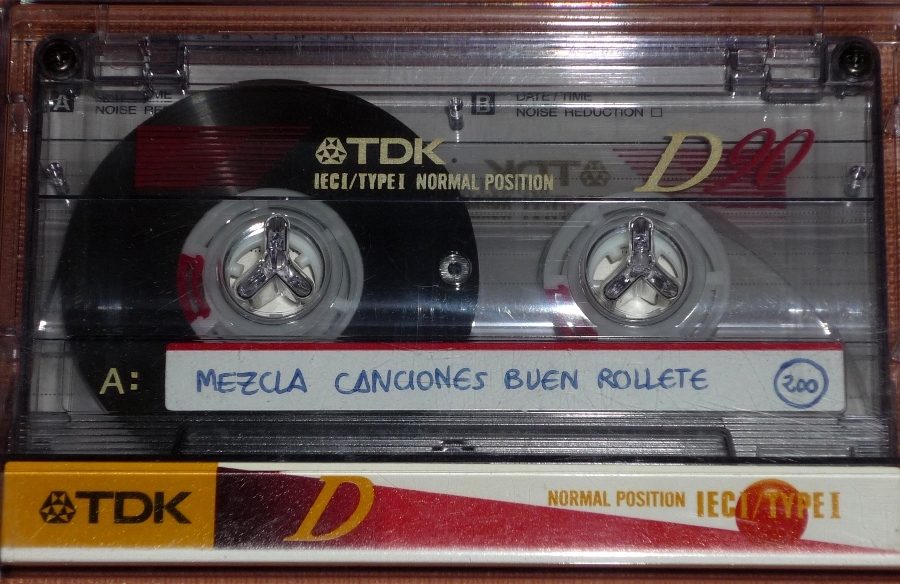 A
NOISE RE
B DATE/TIME
NOISE REDUCTION
TDK
D90
IECI/TYPE I NORMAL POSITION
A:
MEZCLA CANCIONES BUEN ROLLETE
200
TDK
D
NORMAL POSITION IECI/TYPE I